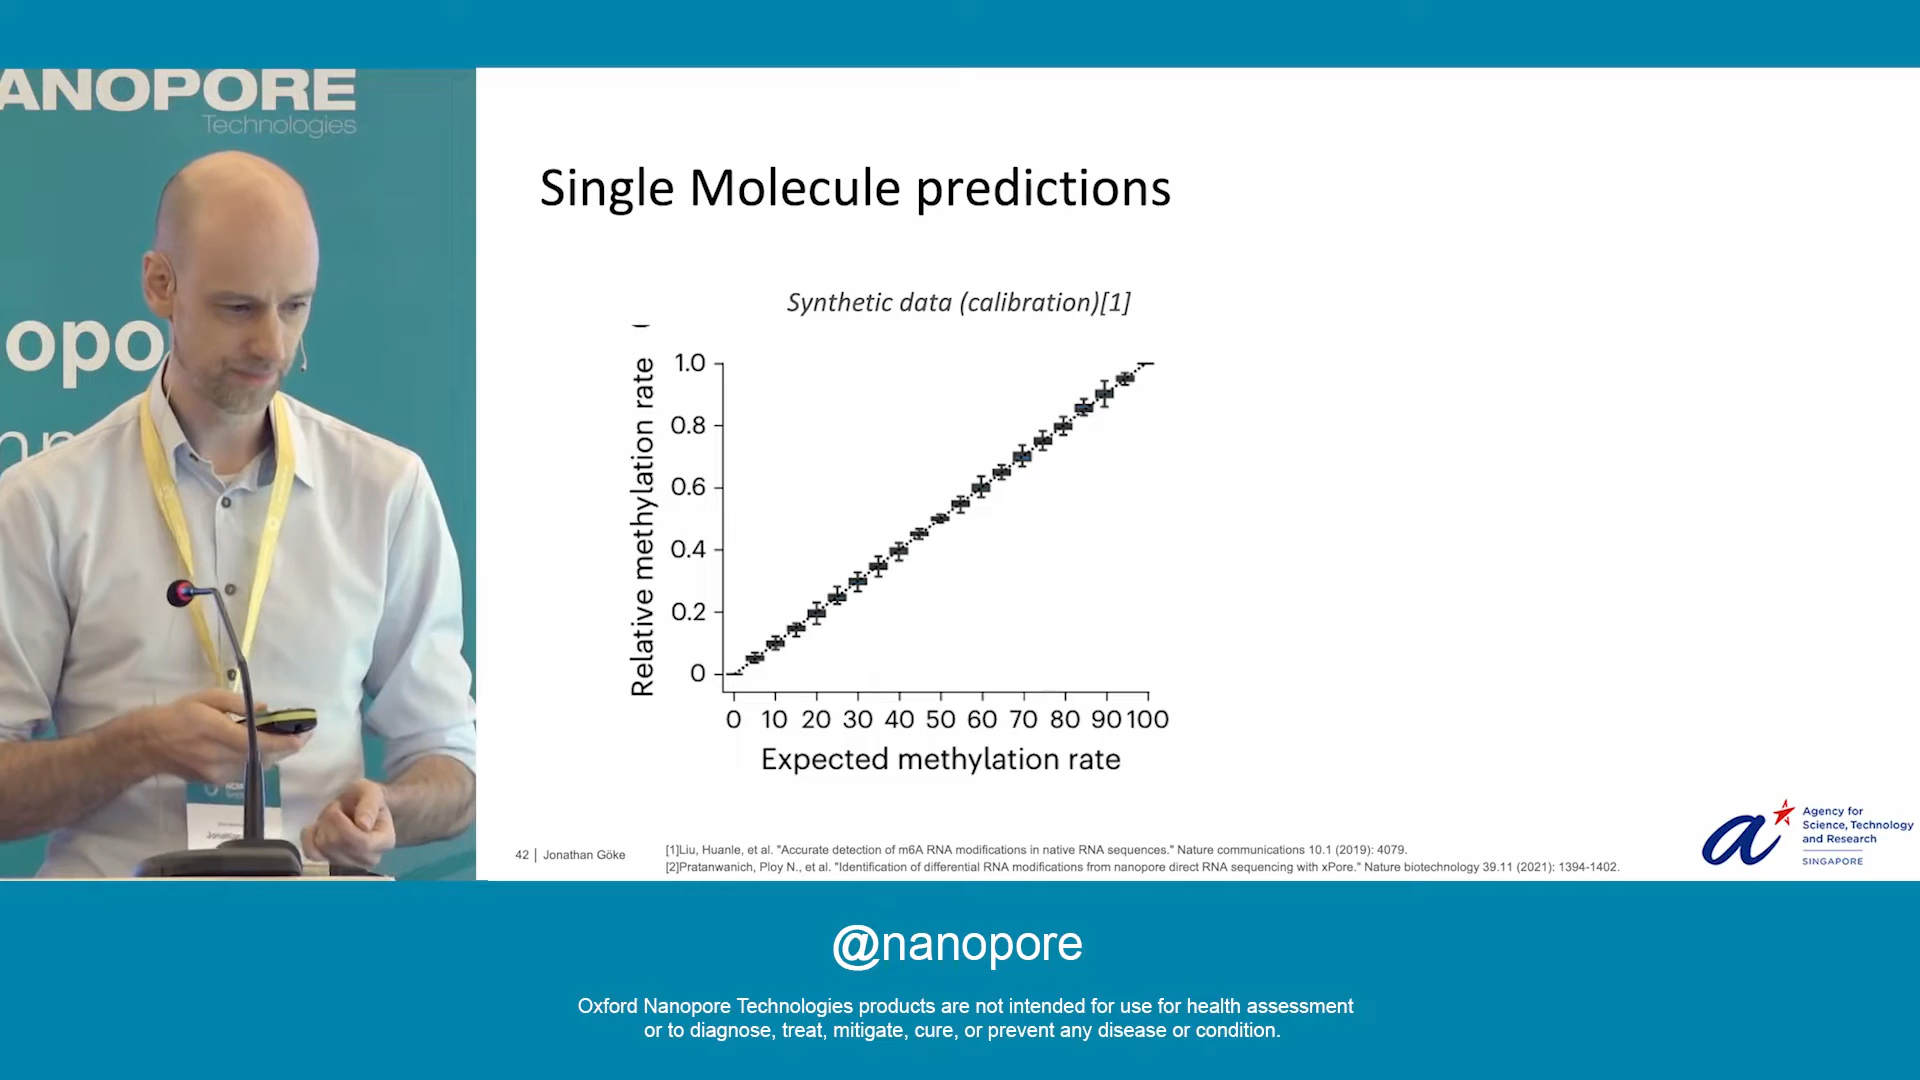 ANOPORE
Technologies
opo
Single Molecule predictions
Synthetic data (calibration)[1]
Relative methylation rate
1.0
0.8
0.6
0.4
0.2
0
0 10 20 30 40 50 60 70 80 90 100
Expected methylation rate
42 | Jonathan Göke
[1]Liu, Huanle, et al. "Accurate detection of m6A RNA modifications in native RNA sequences." Nature communications 10.1 (2019): 4079.
[2]Pratanwanich, Ploy N., et al. "Identification of differential RNA modifications from nanopore direct RNA sequencing with xPore." Nature biotechnology 39.11 (2021): 1394-1402.
Agency for
Science, Technology
and Research
SINGAPORE
@nanopore
Oxford Nanopore Technologies products are not intended for use for health assessment
or to diagnose, treat, mitigate, cure, or prevent any disease or condition.